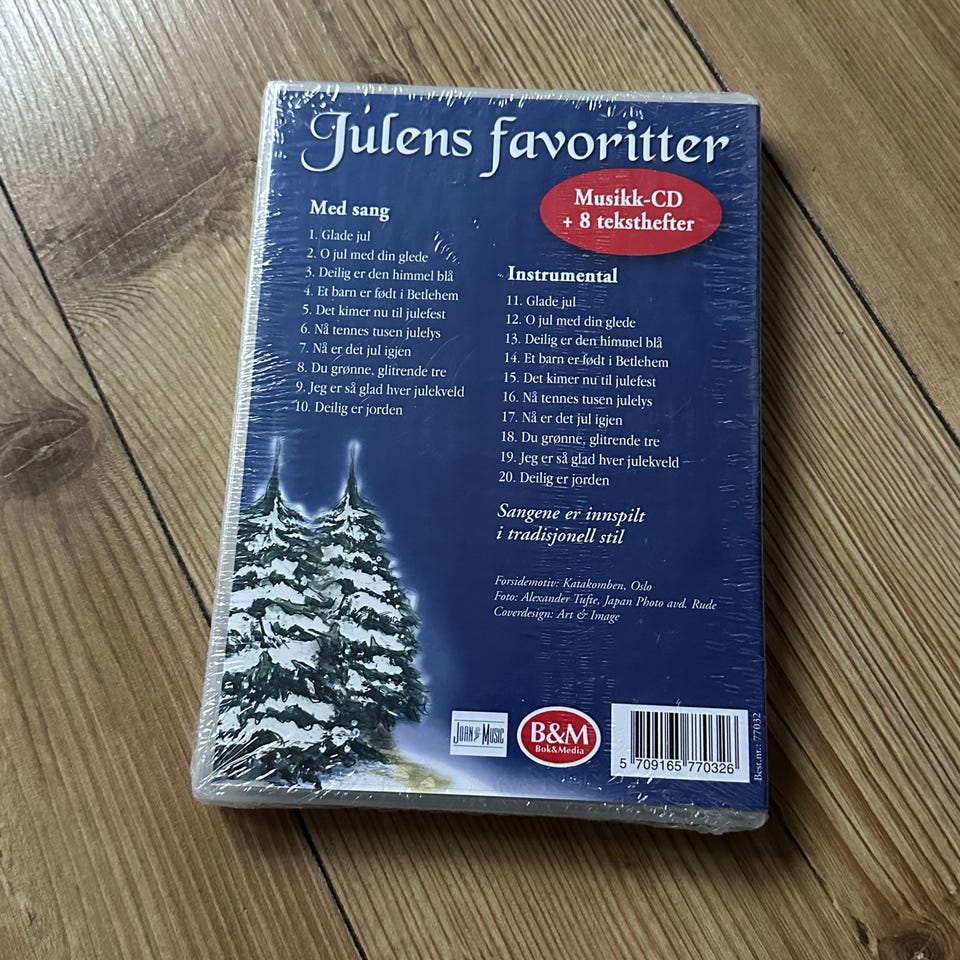 Julens favoritter
Musikk-CD
+ 8 teksthefter
Med sang
1. Glade jul
2. O jul med din glede
3. Deilig er den himmel blå
4. Et barn er født i Betlehem
5. Det kimer nu til julefest
6. Nå tennes tusen julelys
7. Nå er det jul igjen
8. Du grønne, glitrende tre
9. Jeg er så glad hver julekveld
10. Deilig er jorden
Instrumental
11. Glade jul
12. O jul med din glede
13. Deilig er den himmel blå
14. Et barn er født i Betlehem
15. Det kimer nu til julefest
16. Nå tennes tusen julelys
17. Nå er det jul igjen
18. Du grønne, glitrende tre
19. Jeg er så glad hver julekveld
20. Deilig er jorden
Sangene er innspilt
i tradisjonell stil
Forsidemotiv: Katakomben, Oslo
Foto: Alexander Tufte, Japan Photo avd. Rude
Coverdesign: Art & Image
B&M
Bok&Media
5 709165 770326
Best.nr.: 77032